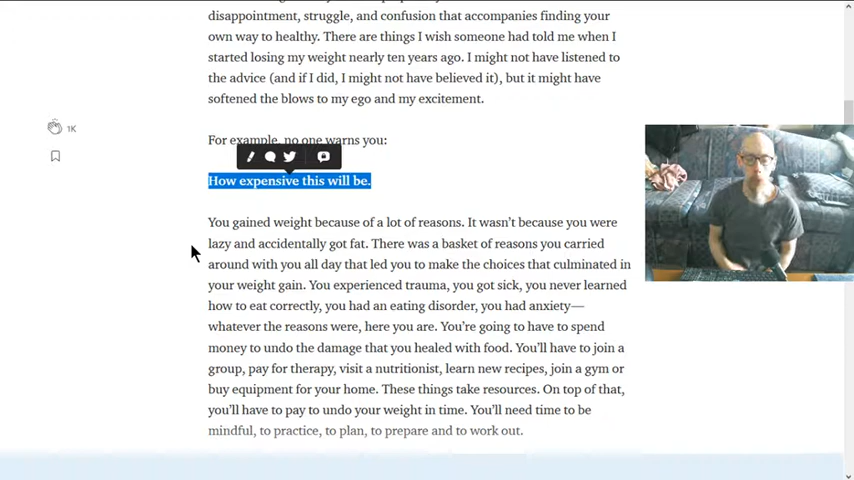 disappointment, struggle, and confusion that accompanies finding your
own way to healthy. There are things I wish someone had told me when I
started losing my weight nearly ten years ago. I might not have listened to
the advice (and if I did, I might not have believed it), but it might have
softened the blows to my ego and my excitement.
1K
For example, no one warns you:
How expensive this will be.
You gained weight because of a lot of reasons. It wasn’t because you were
lazy and accidentally got fat. There was a basket of reasons you carried
around with you all day that led you to make the choices that culminated in
your weight gain. You experienced trauma, you got sick, you never learned
how to eat correctly, you had an eating disorder, you had anxiety—
whatever the reasons were, here you are. You’re going to have to spend
money to undo the damage that you healed with food. You’ll have to join a
group, pay for therapy, visit a nutritionist, learn new recipes, join a gym or
buy equipment for your home. These things take resources. On top of that,
you’ll have to pay to undo your weight in time. You’ll need time to be
mindful, to practice, to plan, to prepare and to work out.